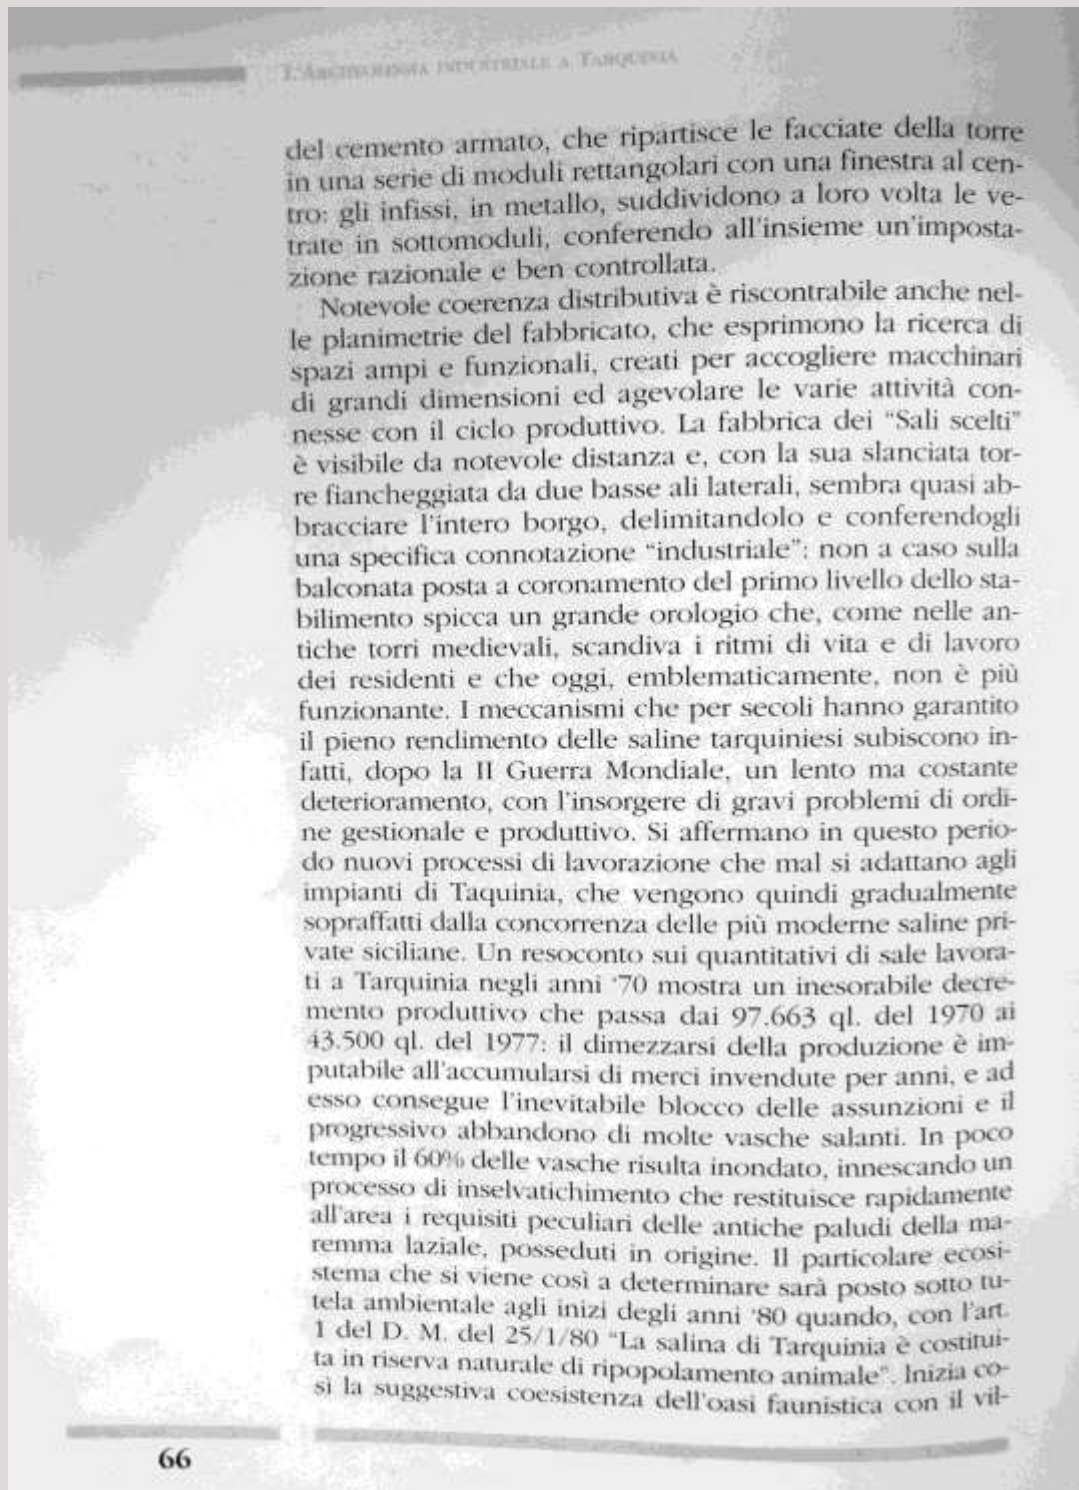 L'ARCHEOLOGIA INDUSTRIALE A TARQUINIA
del cemento armato, che ripartisce le facciate della torre
in una serie di moduli rettangolari con una finestra al cen-
tro: gli infissi, in metallo, suddividono a loro volta le ve-
trate in sottomoduli, conferendo all'insieme un'imposta-
zione razionale e ben controllata.
Notevole coerenza distributiva è riscontrabile anche nel-
le planimetrie del fabbricato, che esprimono la ricerca di
spazi ampi e funzionali, creati per accogliere macchinari
di grandi dimensioni ed agevolare le varie attività con-
nesse con il ciclo produttivo. La fabbrica dei "Sali scelti"
è visibile da notevole distanza e, con la sua slanciata tor-
re fiancheggiata da due basse ali laterali, sembra quasi ab-
bracciare l'intero borgo, delimitandolo e conferendogli
una specifica connotazione "industriale": non a caso sulla
balconata posta a coronamento del primo livello dello sta-
bilimento spicca un grande orologio che, come nelle an-
tiche torri medievali, scandiva i ritmi di vita e di lavoro
dei residenti e che oggi, emblematicamente, non è più
funzionante. I meccanismi che per secoli hanno garantito
il pieno rendimento delle saline tarquiniesi subiscono in-
fatti, dopo la II Guerra Mondiale, un lento ma costante
deterioramento, con l'insorgere di gravi problemi di ordi-
ne gestionale e produttivo. Si affermano in questo perio-
do nuovi processi di lavorazione che mal si adattano agli
impianti di Taquinia, che vengono quindi gradualmente
sopraffatti dalla concorrenza delle più moderne saline pri-
vate siciliane. Un resoconto sui quantitativi di sale lavora-
ti a Tarquinia negli anni '70 mostra un inesorabile decre-
mento produttivo che passa dai 97.663 ql. del 1970 ai
43.500 ql. del 1977: il dimezzarsi della produzione è im-
putabile all'accumularsi di merci invendute per anni, e ad
esso consegue l'inevitabile blocco delle assunzioni e il
progressivo abbandono di molte vasche salanti. In poco
tempo il 60% delle vasche risulta inondato, innescando un
processo di inselvatichimento che restituisce rapidamente
all'area i requisiti peculiari delle antiche paludi della ma-
remma laziale, posseduti in origine. Il particolare ecosi-
stema che si viene così a determinare sarà posto sotto tu-
tela ambientale agli inizi degli anni '80 quando, con l'art.
1 del D. M. del 25/1/80 "La salina di Tarquinia è costitui-
ta in riserva naturale di ripopolamento animale". Inizia co-
sì la suggestiva coesistenza dell'oasi faunistica con il vil-
66